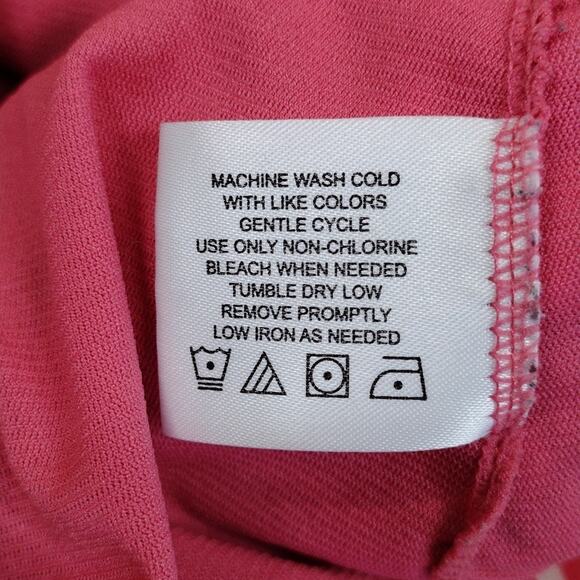 MACHINE WASH COLD
WITH LIKE COLORS
GENTLE CYCLE
USE ONLY NON-CHLORINE
BLEACH WHEN NEEDED
TUMBLE DRY LOW
REMOVE PROMPTLY
LOW IRON AS NEEDED